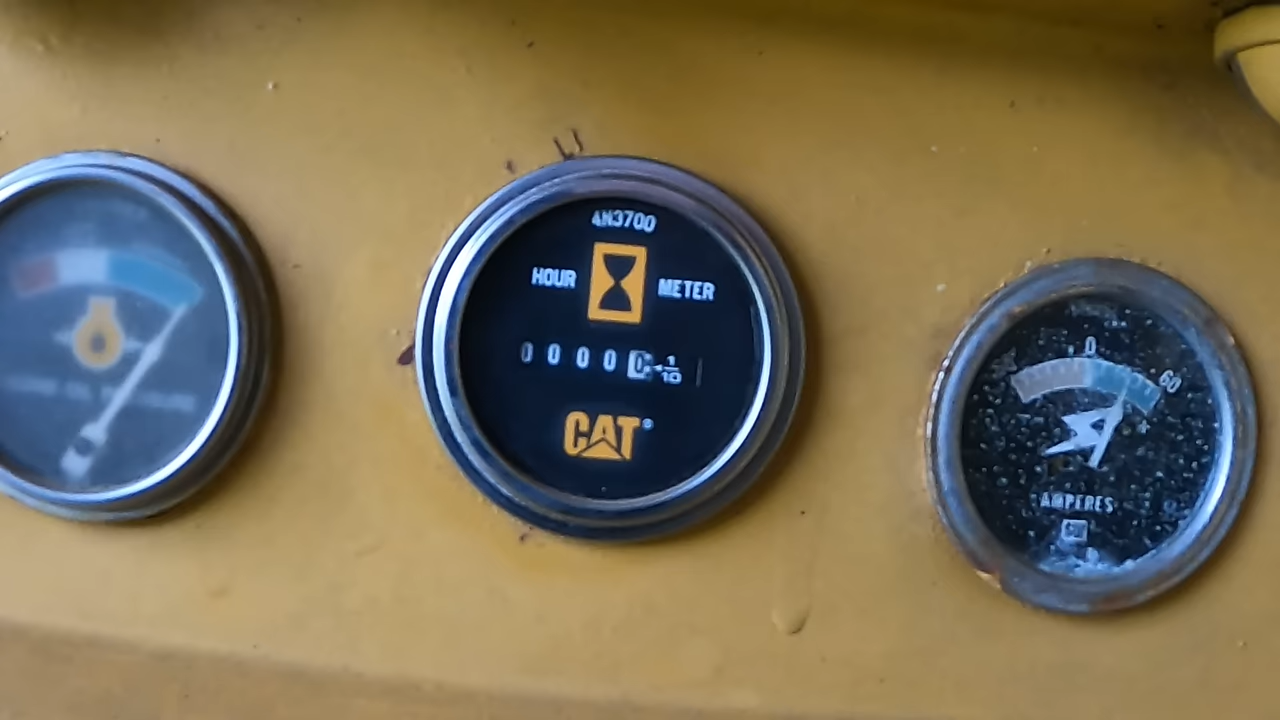 4N3700
HOUR METER
0 0 0 0 0 1/10
CAT
0
60
+
AMPERES